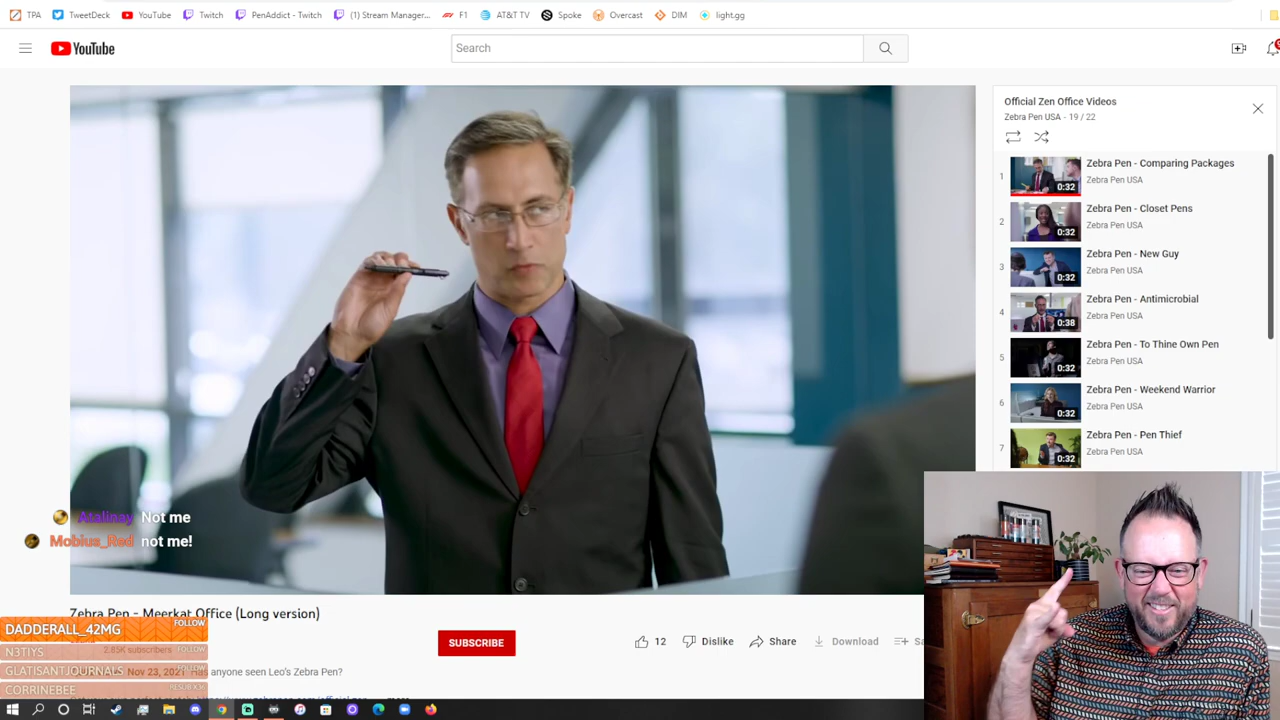 TPA TweetDeck YouTube Twitch PenAddict - Twitch (1) Stream Manager... F1 AT&T TV Spoke Overcast DIM light.gg
YouTube
Search
Official Zen Office Videos
Zebra Pen USA - 19 / 22
1 0:32 Zebra Pen - Comparing Packages
Zebra Pen USA
2 0:32 Zebra Pen - Closet Pens
Zebra Pen USA
3 0:32 Zebra Pen - New Guy
Zebra Pen USA
4 0:38 Zebra Pen - Antimicrobial
Zebra Pen USA
5 0:32 Zebra Pen - To Thine Own Pen
Zebra Pen USA
6 0:32 Zebra Pen - Weekend Warrior
Zebra Pen USA
7 0:32 Zebra Pen - Pen Thief
Zebra Pen USA
Atalinay Not me
Mobius_Red not me!
Zebra Pen - Meerkat Office (Long version)
DADDERALL_42MG FOLLOW
N3TIYS FOLLOW
2.85K subscribers
GLATISANTJOURNALS FOLLOW
CORRINEBEE
SUBSCRIBE
12 Dislike Share Download
Nov 23, 2021 Has anyone seen Leo's Zebra Pen?